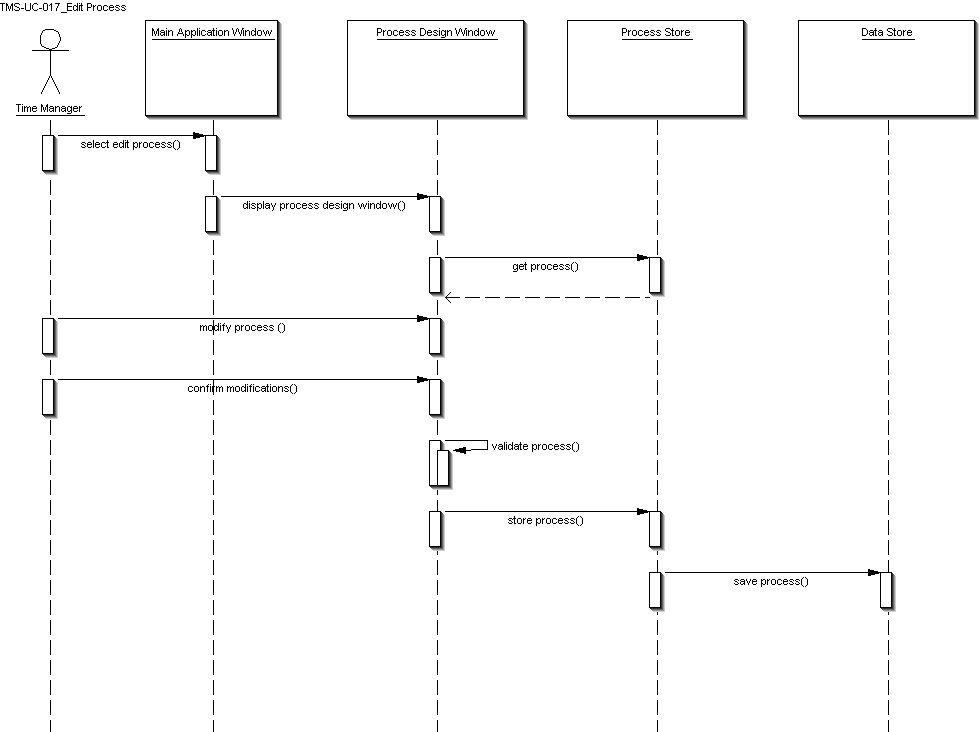 TMS-UC-017_Edit Process
Main Application Window
Process Design Window
Process Store
Data Store
Time Manager
select edit process()
display process design window()
get process()
modify process ()
confirm modifications()
validate process()
store process()
save process()